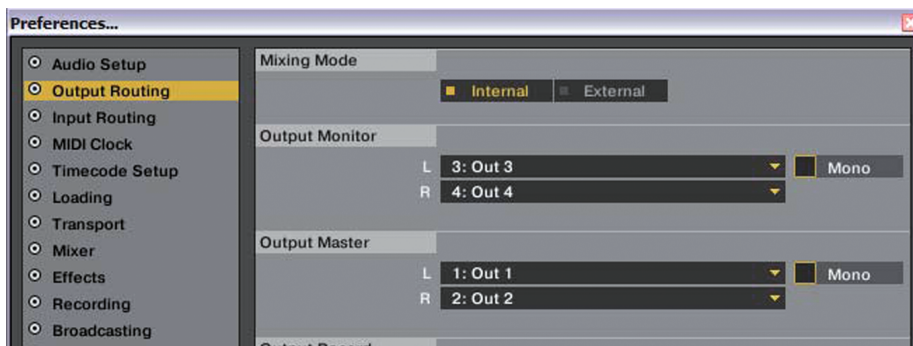 Preferences...
Audio Setup
Output Routing
Input Routing
MIDI Clock
Timecode Setup
Loading
Transport
Mixer
Effects
Recording
Broadcasting
Mixing Mode
Internal External
Output Monitor
L 3: Out 3 Mono
R 4: Out 4
Output Master
L 1: Out 1 Mono
R 2: Out 2